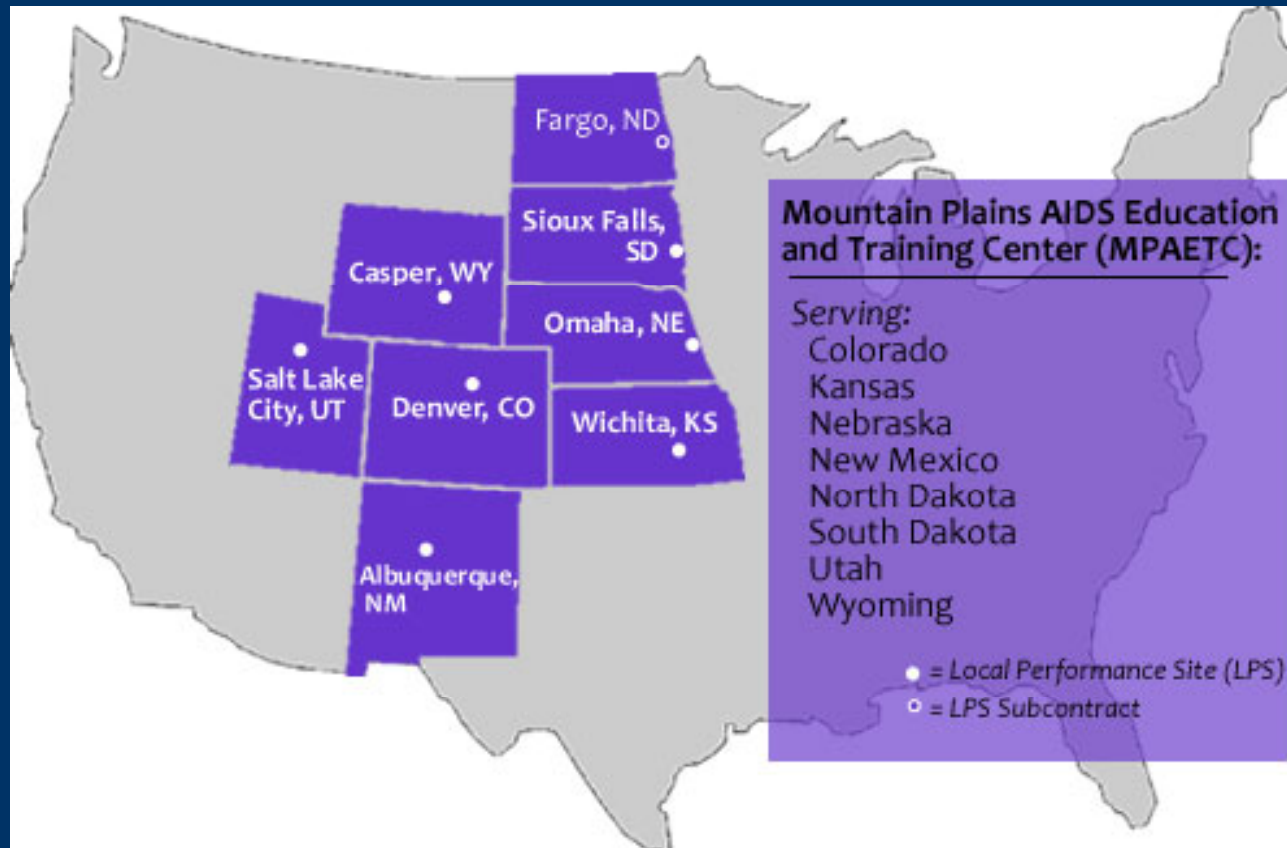 Fargo, ND
Sioux Falls,
SD
Casper, WY
Omaha, NE
Salt Lake
City, UT
Denver, CO
Wichita, KS
Albuquerque,
NM
Mountain Plains AIDS Education
and Training Center (MPAETC):
Serving:
Colorado
Kansas
Nebraska
New Mexico
North Dakota
South Dakota
Utah
Wyoming
= Local Performance Site (LPS)
= LPS Subcontract